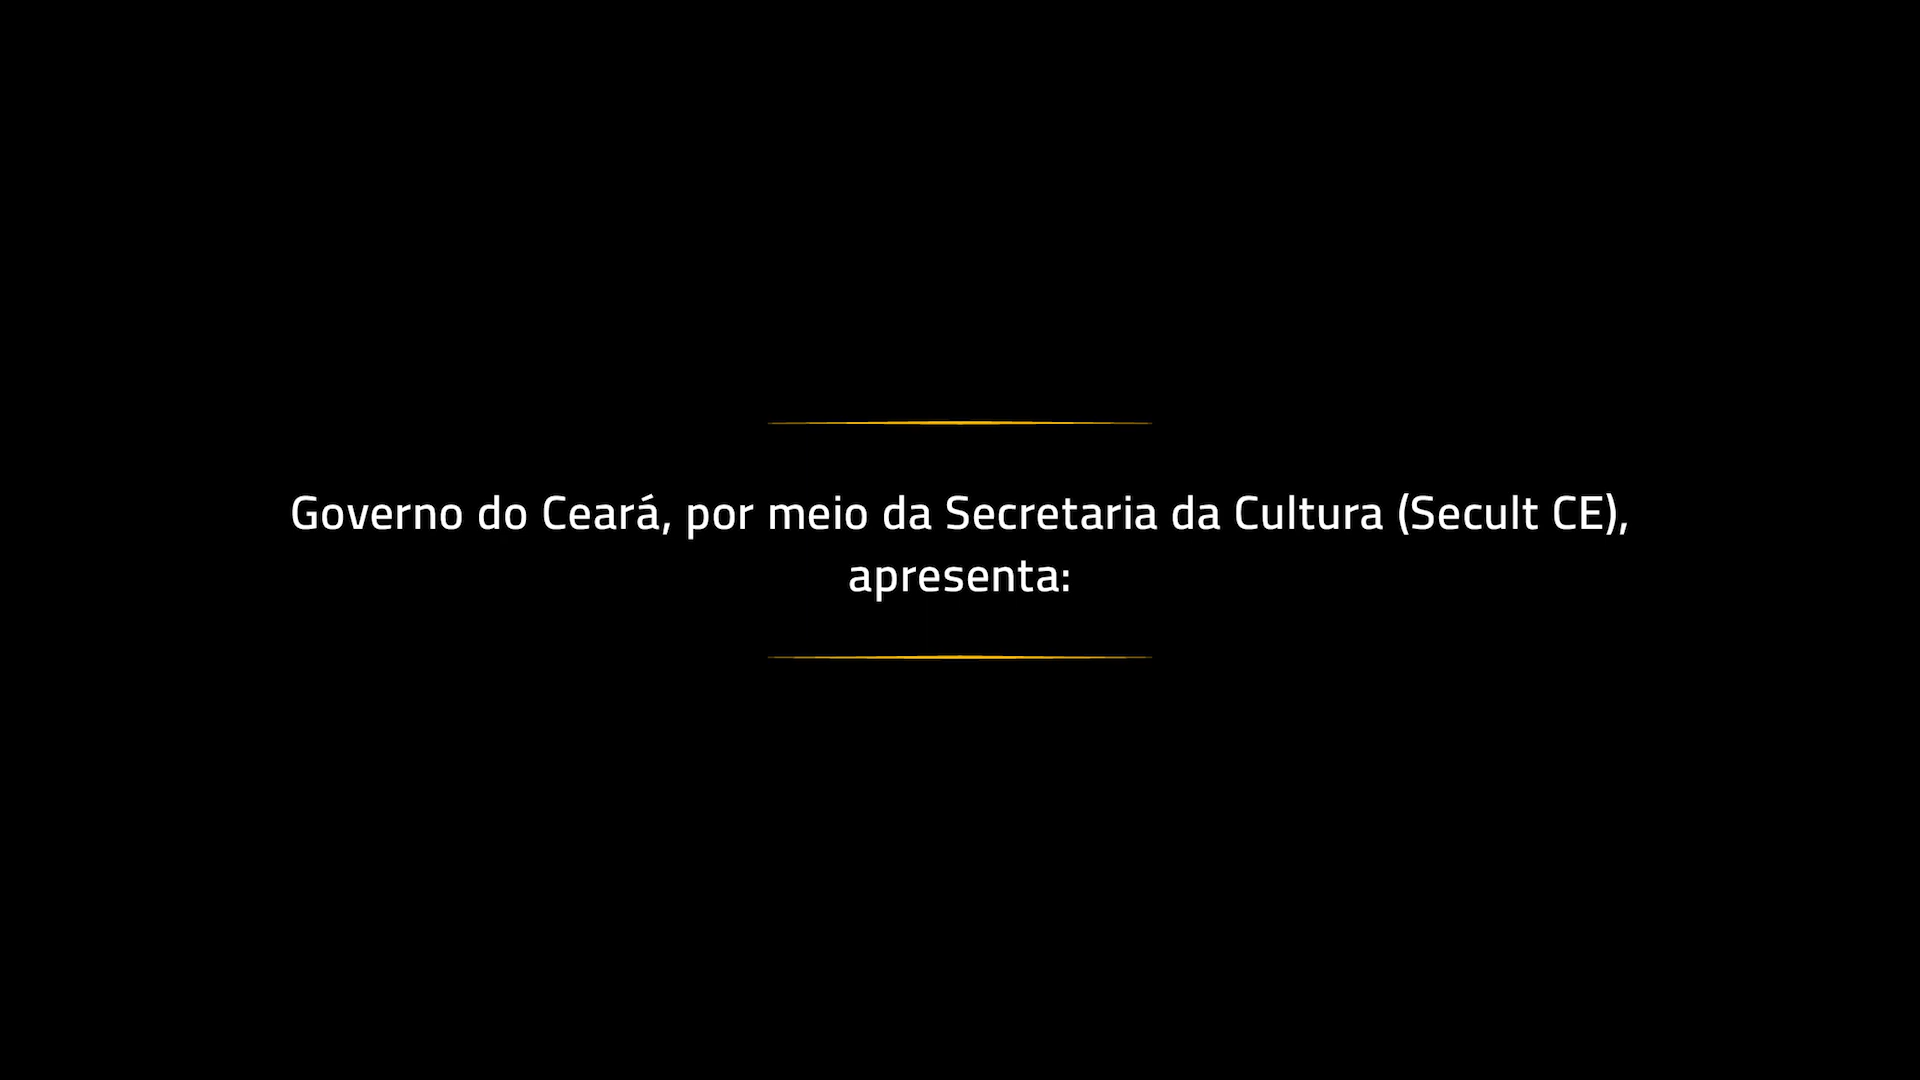 Governo do Ceará, por meio da Secretaria da Cultura (Secult CE),
apresenta: